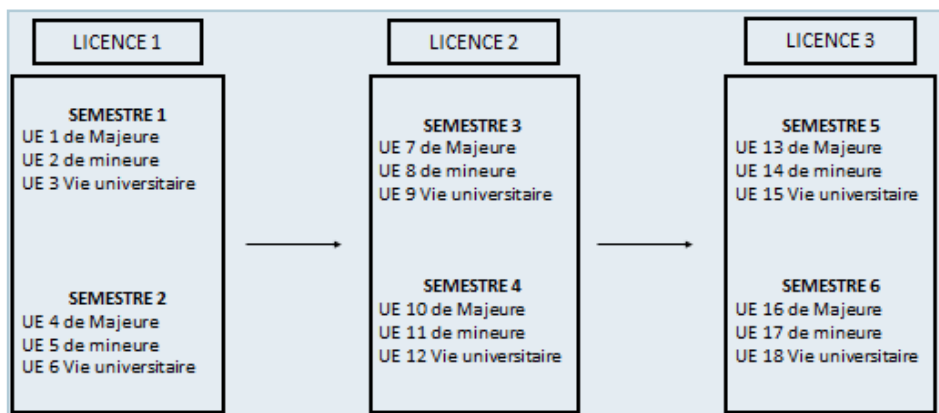 LICENCE 1
SEMESTRE 1
UE 1 de Majeure
UE 2 de mineure
UE 3 Vie universitaire
SEMESTRE 2
UE 4 de Majeure
UE 5 de mineure
UE 6 Vie universitaire
LICENCE 2
SEMESTRE 3
UE 7 de Majeure
UE 8 de mineure
UE 9 Vie universitaire
SEMESTRE 4
UE 10 de Majeure
UE 11 de mineure
UE 12 Vie universitaire
LICENCE 3
SEMESTRE 5
UE 13 de Majeure
UE 14 de mineure
UE 15 Vie universitaire
SEMESTRE 6
UE 16 de Majeure
UE 17 de mineure
UE 18 Vie universitaire